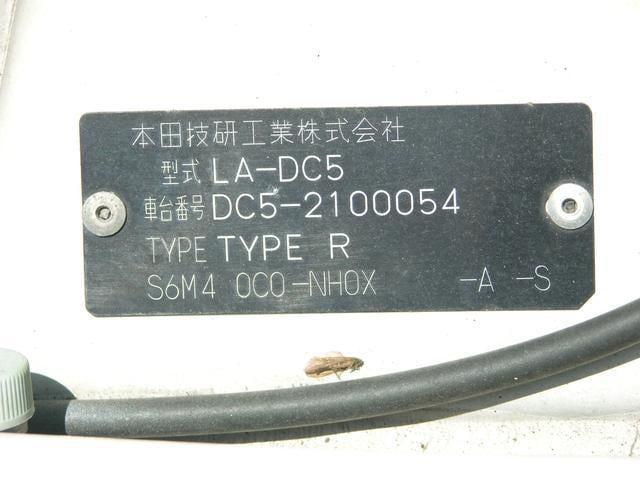 本田技研工業株式会社
型式 LA-DC5
車台番号 DC5-2100054
TYPE TYPE R
S6M4 0C0-NH0X -A -S